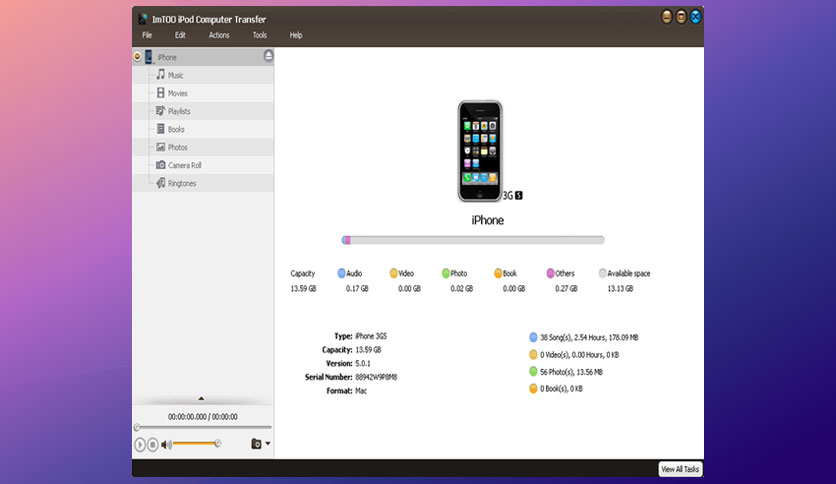 ImTOO iPod Computer Transfer
File Edit Actions Tools Help
iPhone
Music
Movies
Playlists
Books
Photos
Camera Roll
Ringtones
3G S
iPhone
Capacity Audio Video Photo Book Others Available space
13.59 GB 0.17 GB 0.00 GB 0.02 GB 0.00 GB 0.27 GB 13.13 GB
Type: iPhone 3GS
Capacity: 13.59 GB
Version: 5.0.1
Serial Number: 88942W9P8M8
Format: Mac
38 Song(s), 2.54 Hours, 178.09 MB
0 Video(s), 0.00 Hours, 0 KB
56 Photo(s), 13.56 MB
0 Book(s), 0 KB
00:00:00.000 / 00:00:00
View All Tasks